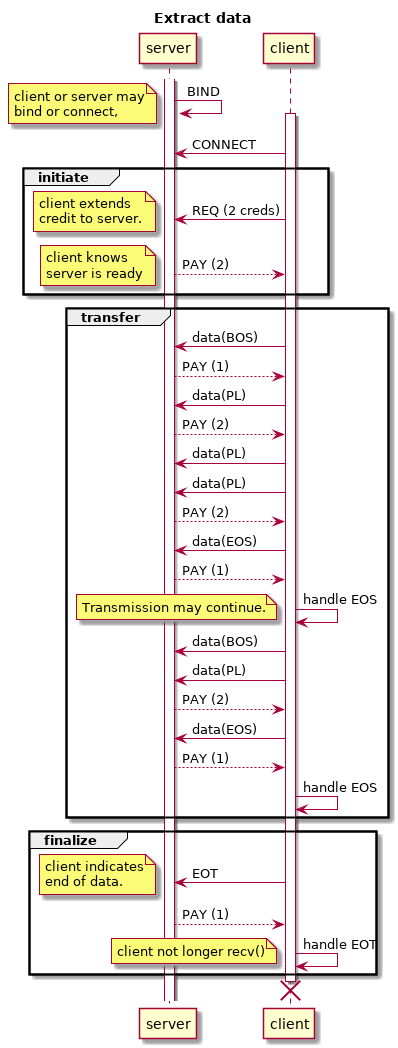 Extract data
server
client
client or server may
bind or connect,
BIND
CONNECT
initiate
client extends
credit to server.
REQ (2 creds)
client knows
server is ready
PAY (2)
transfer
data(BOS)
PAY (1)
data(PL)
PAY (2)
data(PL)
data(PL)
PAY (2)
data(EOS)
PAY (1)
handle EOS
Transmission may continue.
data(BOS)
data(PL)
PAY (2)
data(EOS)
PAY (1)
handle EOS
finalize
client indicates
end of data.
EOT
PAY (1)
handle EOT
client not longer recv()
server
client